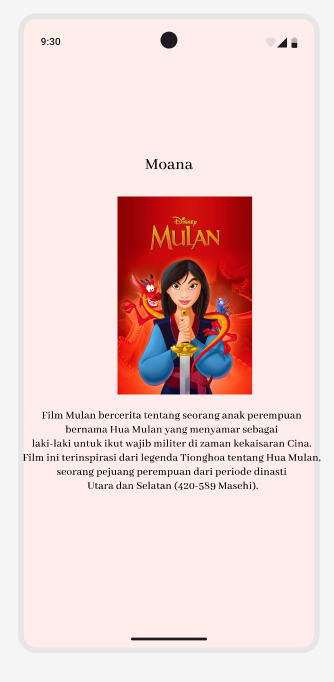 9:30
Moana
Disney
MULAN
Film Mulan bercerita tentang seorang anak perempuan
bernama Hua Mulan yang menyamar sebagai
laki-laki untuk ikut wajib militer di zaman kekaisaran Cina.
Film ini terinspirasi dari legenda Tionghoa tentang Hua Mulan,
seorang pejuang perempuan dari periode dinasti
Utara dan Selatan (420-589 Masehi).